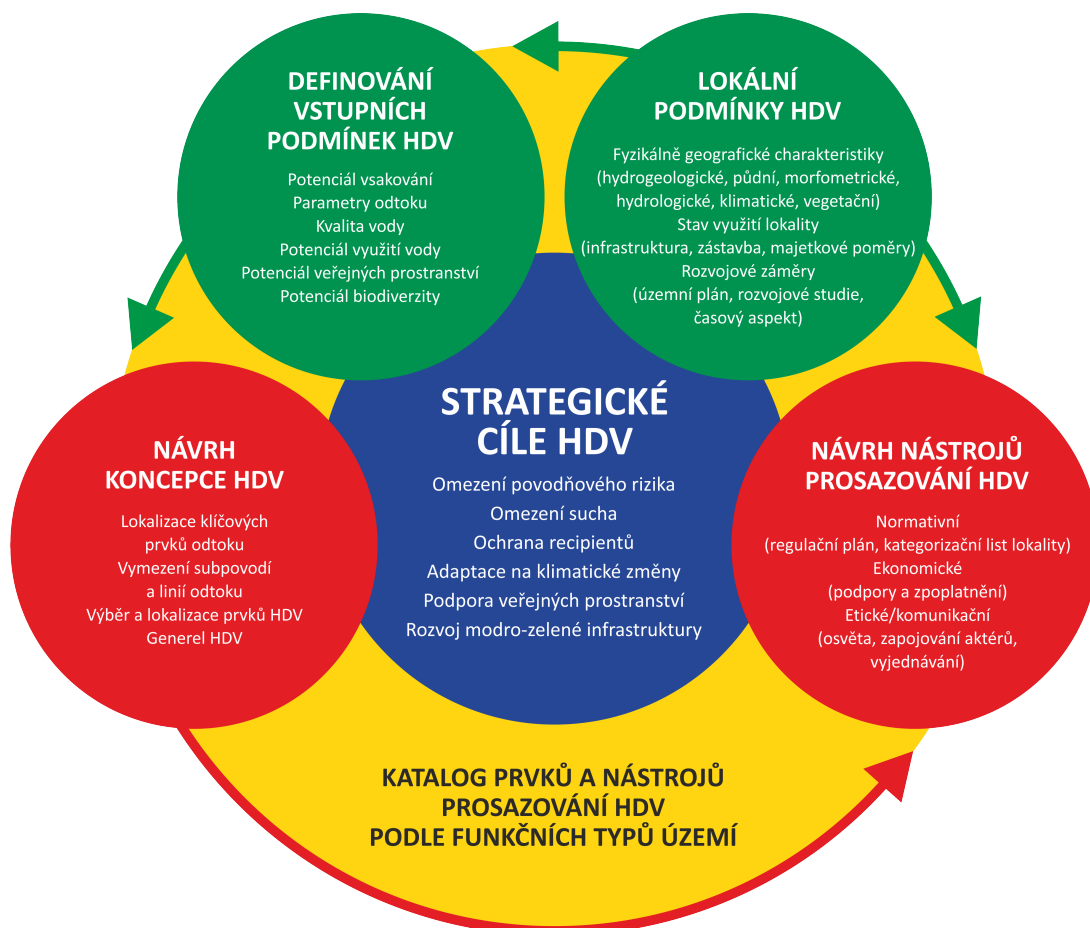 DEFINOVÁNÍ
VSTUPNÍCH
PODMÍNEK HDV
Potenciál vsakování
Parametry odtoku
Kvalita vody
Potenciál využití vody
Potenciál veřejných prostranství
Potenciál biodiverzity
LOKÁLNÍ
PODMÍNKY HDV
Fyzikálně geografické charakteristiky
(hydrogeologické, půdní, morfometrické,
hydrologické, klimatické, vegetační)
Stav využití lokality
(infrastruktura, zástavba, majetkové poměry)
Rozvojové záměry
(územní plán, rozvojové studie,
časový aspekt)
NÁVRH
KONCEPCE HDV
Lokalizace klíčových
prvků odtoku
Vymezení subpovodí
a linií odtoku
Výběr a lokalizace prvků HDV
Generel HDV
STRATEGICKÉ
CÍLE HDV
Omezení povodňového rizika
Omezení sucha
Ochrana recipientů
Adaptace na klimatické změny
Podpora veřejných prostranství
Rozvoj modro-zelené infrastruktury
NÁVRH NÁSTROJŮ
PROSAZOVÁNÍ HDV
Normativní
(regulační plán, kategorizační list lokality)
Ekonomické
(podpory a zpoplatnění)
Etické/komunikační
(osvěta, zapojování aktérů,
vyjednávání)
KATALOG PRVKŮ A NÁSTROJŮ
PROSAZOVÁNÍ HDV
PODLE FUNKČNÍCH TYPŮ ÚZEMÍ